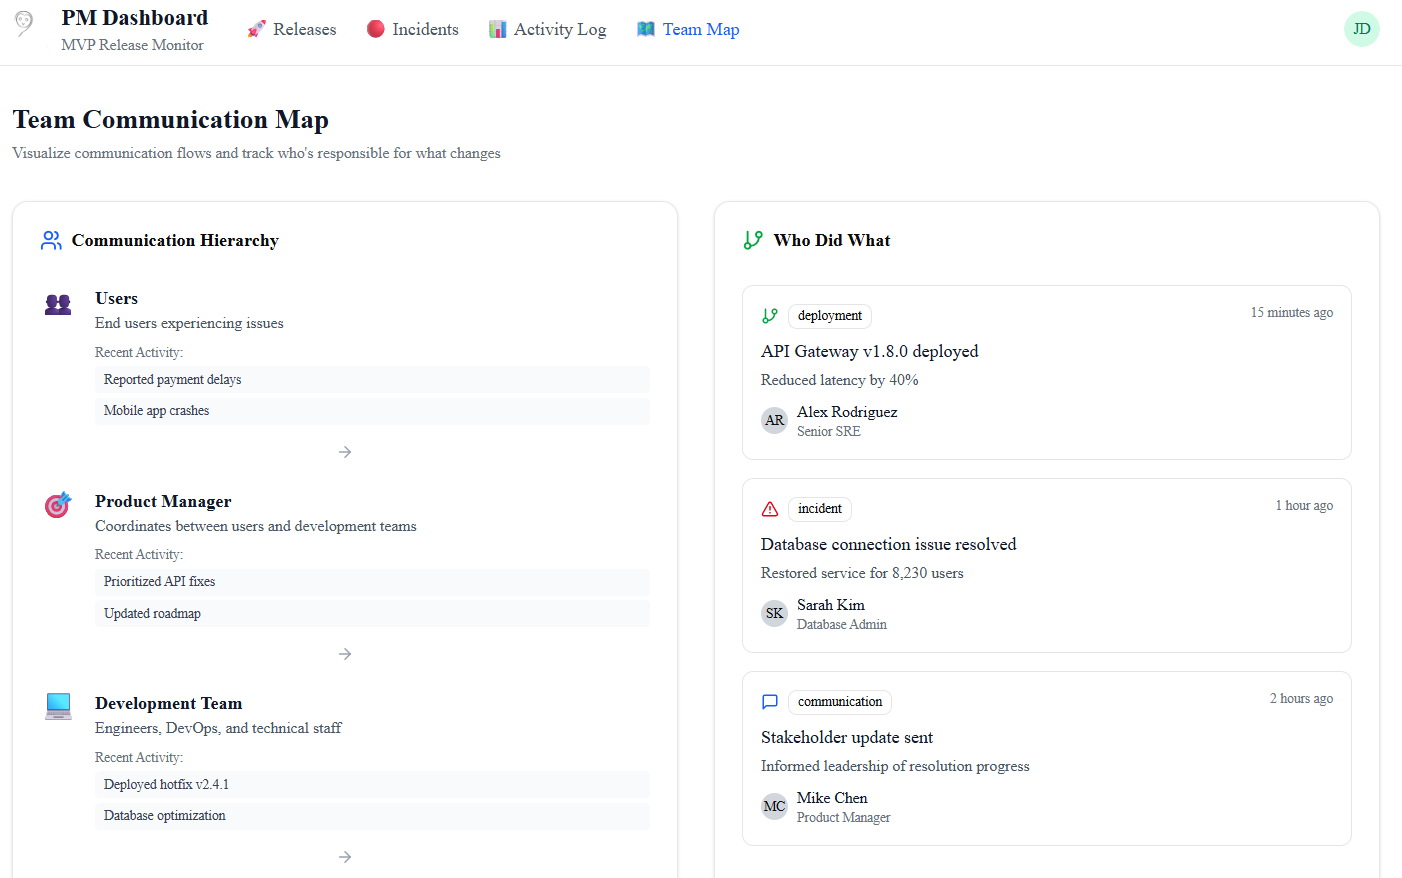 PM Dashboard
MVP Release Monitor
Releases
Incidents
Activity Log
Team Map
JD
Team Communication Map
Visualize communication flows and track who's responsible for what changes
Communication Hierarchy
Users
End users experiencing issues
Recent Activity:
Reported payment delays
Mobile app crashes
Product Manager
Coordinates between users and development teams
Recent Activity:
Prioritized API fixes
Updated roadmap
Development Team
Engineers, DevOps, and technical staff
Recent Activity:
Deployed hotfix v2.4.1
Database optimization
Who Did What
deployment
15 minutes ago
API Gateway v1.8.0 deployed
Reduced latency by 40%
AR
Alex Rodriguez
Senior SRE
incident
1 hour ago
Database connection issue resolved
Restored service for 8,230 users
SK
Sarah Kim
Database Admin
communication
2 hours ago
Stakeholder update sent
Informed leadership of resolution progress
MC
Mike Chen
Product Manager